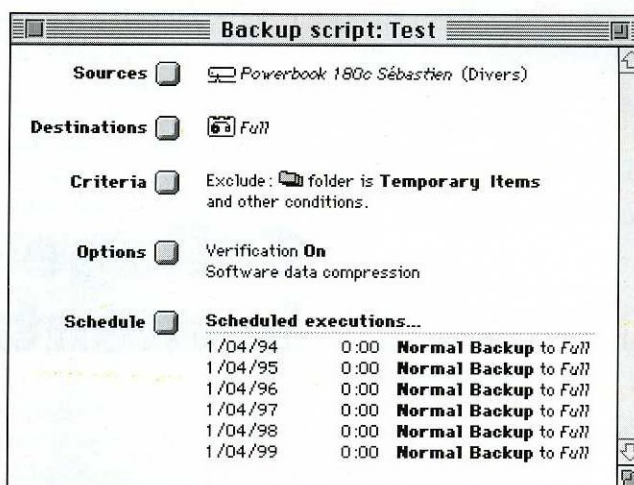 Backup script: Test
Sources Powerbook 180c Sébastien (Divers)
Destinations Full
Criteria Exclude: folder is Temporary Items
and other conditions.
Options Verification On
Software data compression
Schedule Scheduled executions...
1/04/94 0:00 Normal Backup to Full
1/04/95 0:00 Normal Backup to Full
1/04/96 0:00 Normal Backup to Full
1/04/97 0:00 Normal Backup to Full
1/04/98 0:00 Normal Backup to Full
1/04/99 0:00 Normal Backup to Full